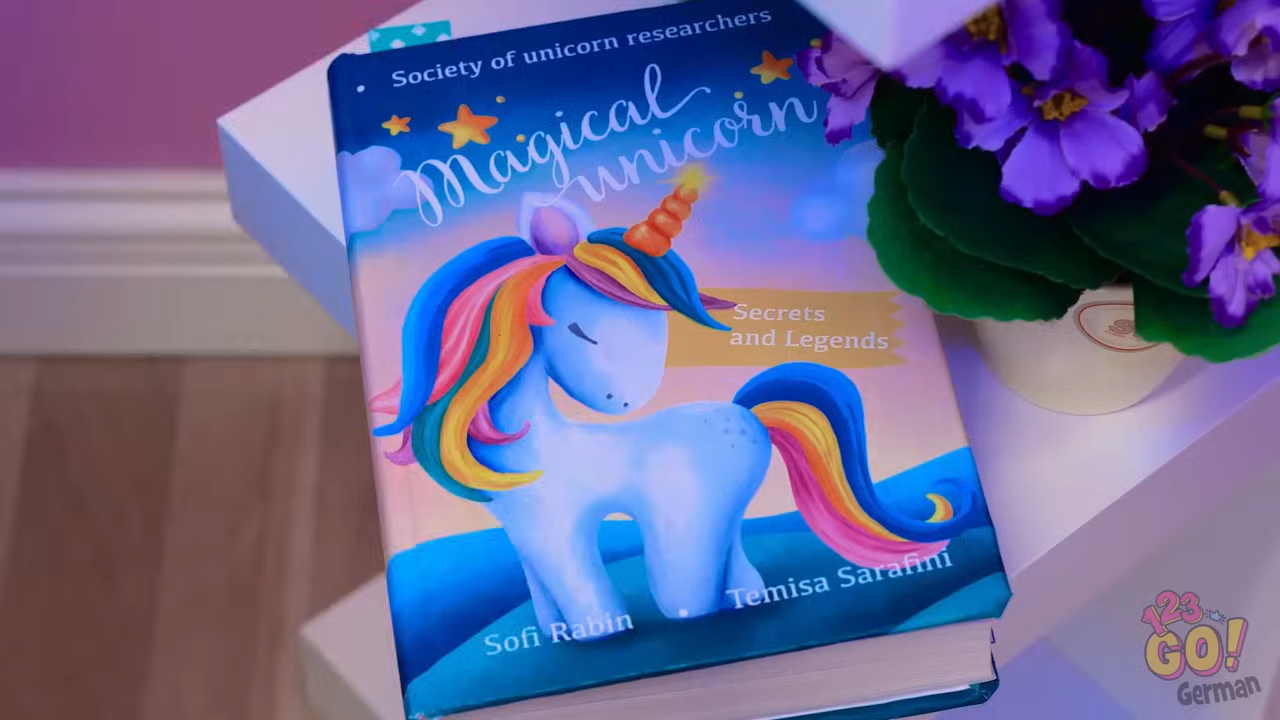 Society of unicorn researchers
Magical
unicorn
Secrets
and Legends
Temisa Sarafini
Sofi Rabin
123
GO!
German